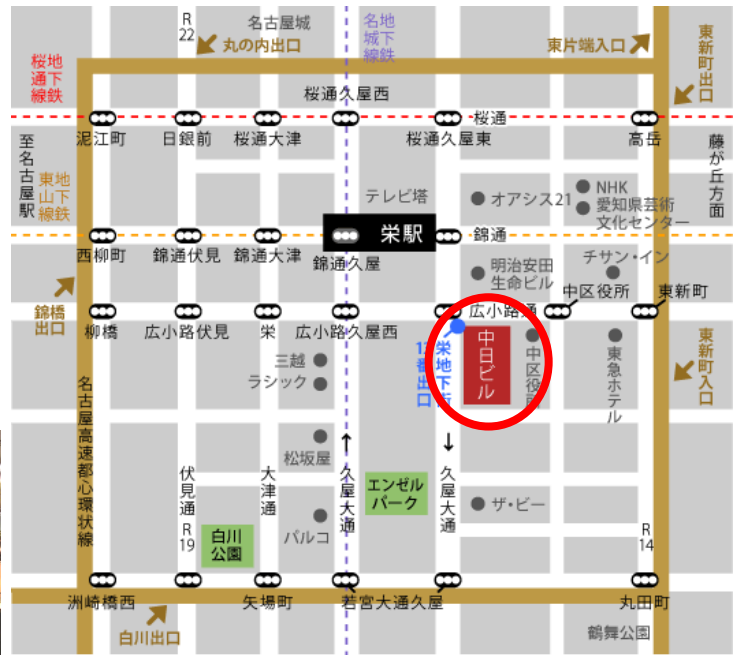 R
22
名古屋城
丸の内出口
名
城
線
地
下
鉄
東片端入口
東新町出口
桜通線
地下鉄
桜通久屋西
桜通
泥江町
日銀前
桜通大津
桜通久屋東
高岳
至名古屋駅
東山線
地下鉄
藤が丘方面
テレビ塔
オアシス21
NHK
愛知県芸術
文化センター
栄駅
錦通
西柳町
錦通伏見
錦通大津
錦通久屋
明治安田
生命ビル
チサン・イン
中区役所
東新町
錦橋
出口
広小路通
柳橋
広小路伏見
栄
広小路久屋西
栄地下街
番出口
中日ビル
中区役所
東急ホテル
東新町入口
三越
ラシック
名古屋高速都心環状線
松坂屋
伏見通
R
19
大津通
↑
久屋大通
エンゼル
パーク
↓
久屋大通
ザ・ビー
R
14
白川
公園
パルコ
洲崎橋西
矢場町
若宮大通久屋
丸田町
白川出口
鶴舞公園